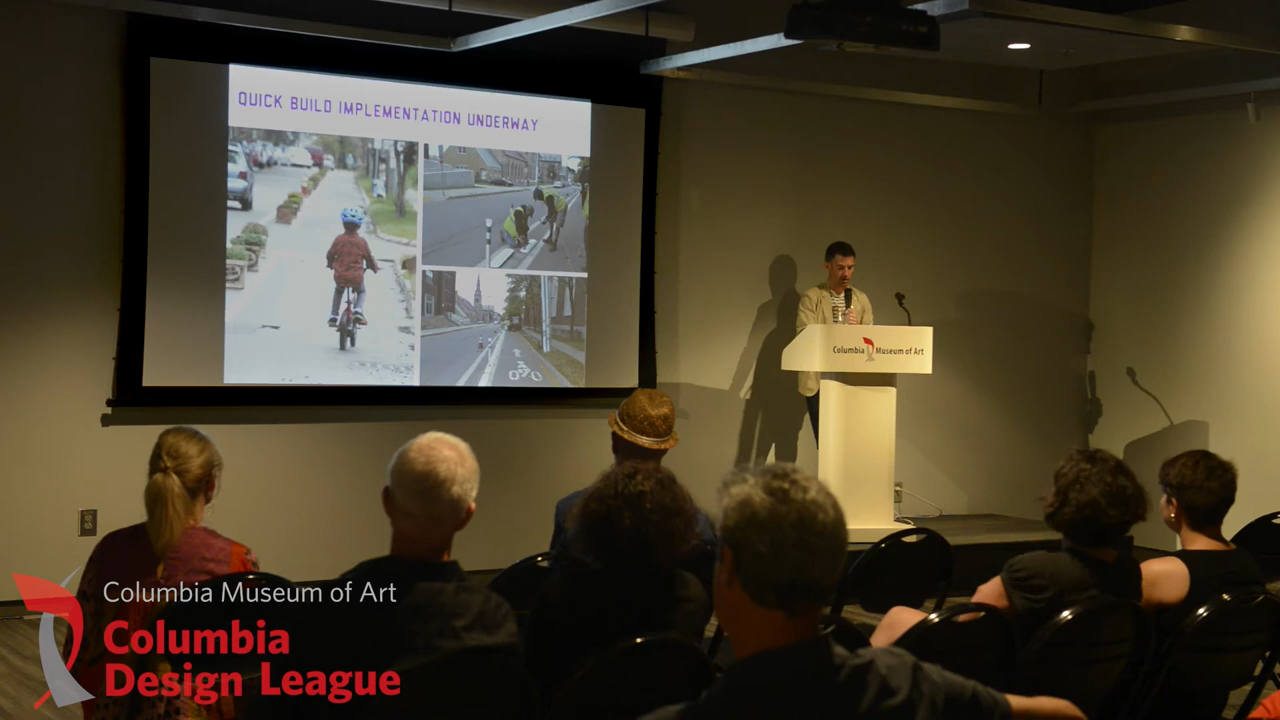 QUICK BUILD IMPLEMENTATION UNDERWAY
Columbia Museum of Art
Columbia Museum of Art
Columbia
Design League